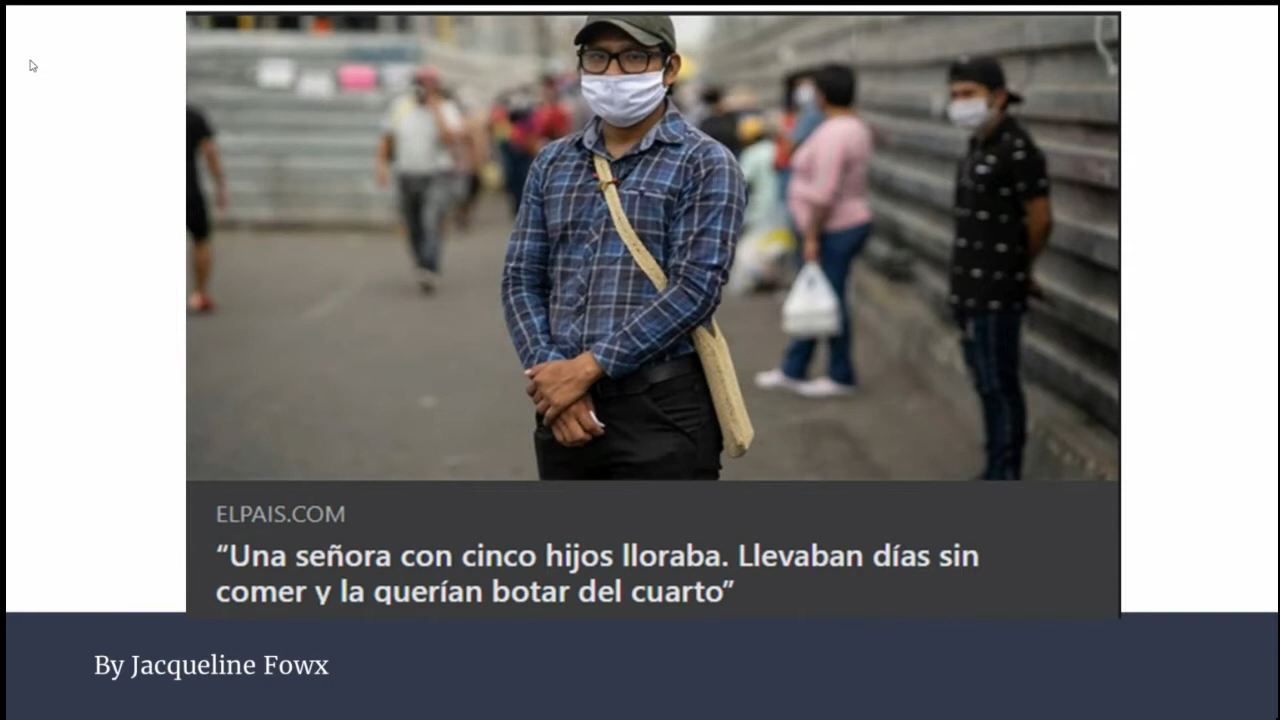 ELPAIS.COM
“Una señora con cinco hijos lloraba. Llevaban días sin
comer y la querían botar del cuarto”
By Jacqueline Fowx